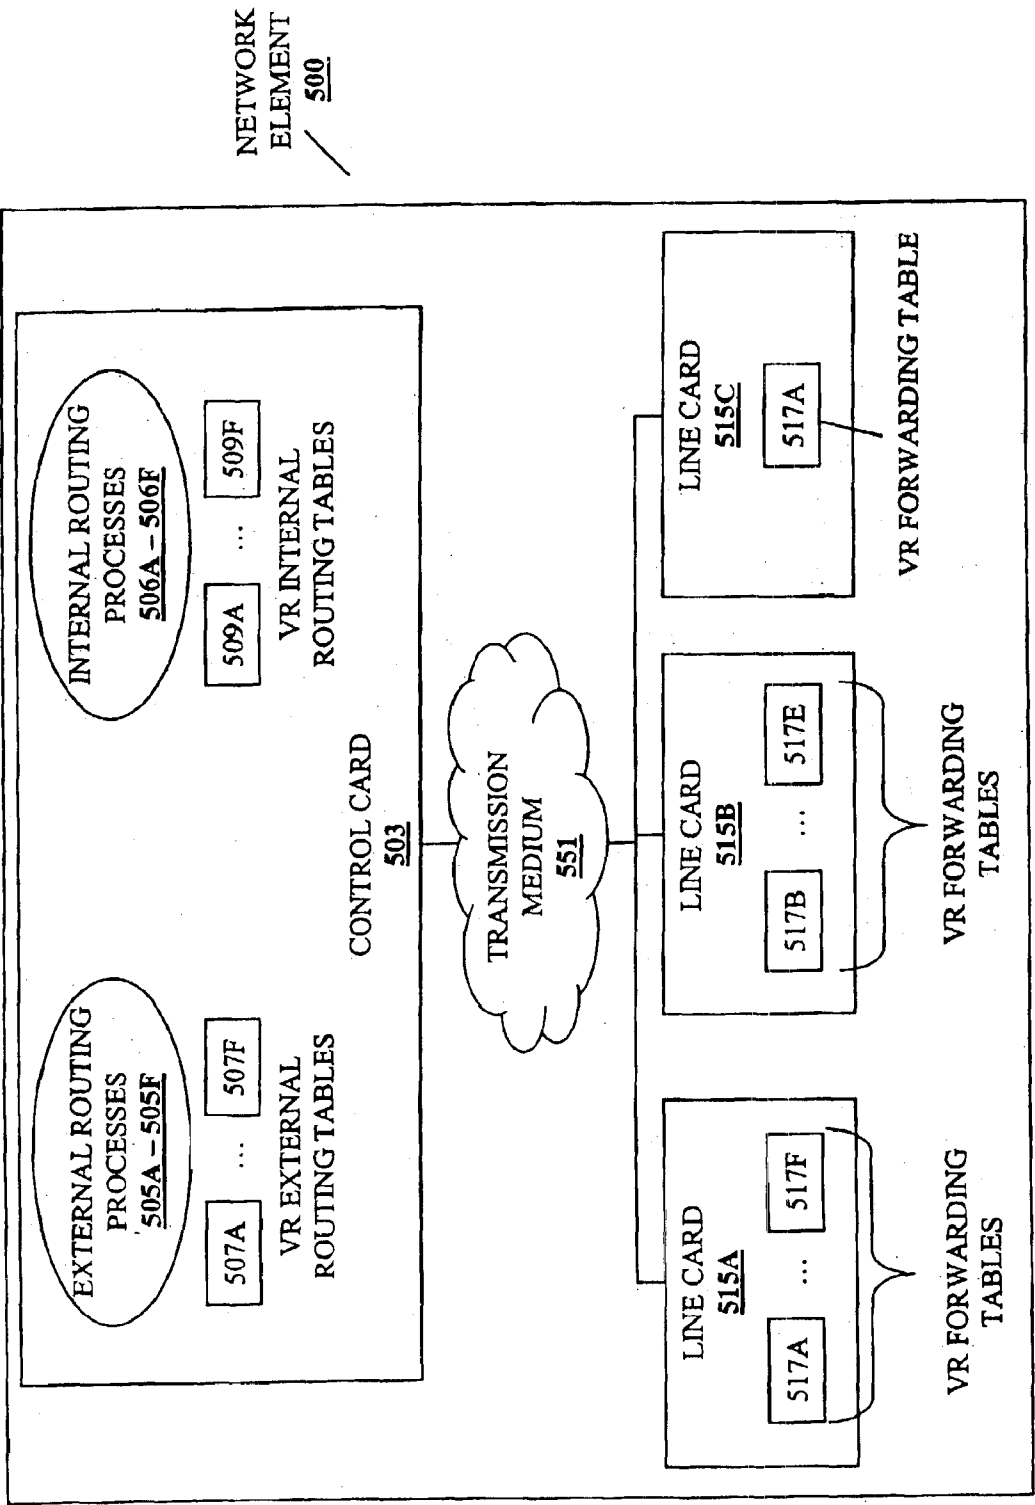 NETWORK
ELEMENT
500
EXTERNAL ROUTING
PROCESSES
505A – 505F
507A
...
507F
VR EXTERNAL
ROUTING TABLES
INTERNAL ROUTING
PROCESSES
506A – 506F
509A
...
509F
VR INTERNAL
ROUTING TABLES
CONTROL CARD
503
TRANSMISSION
MEDIUM
551
LINE CARD
515A
517A
...
517F
VR FORWARDING
TABLES
LINE CARD
515B
517B
...
517E
VR FORWARDING
TABLES
LINE CARD
515C
517A
VR FORWARDING TABLE